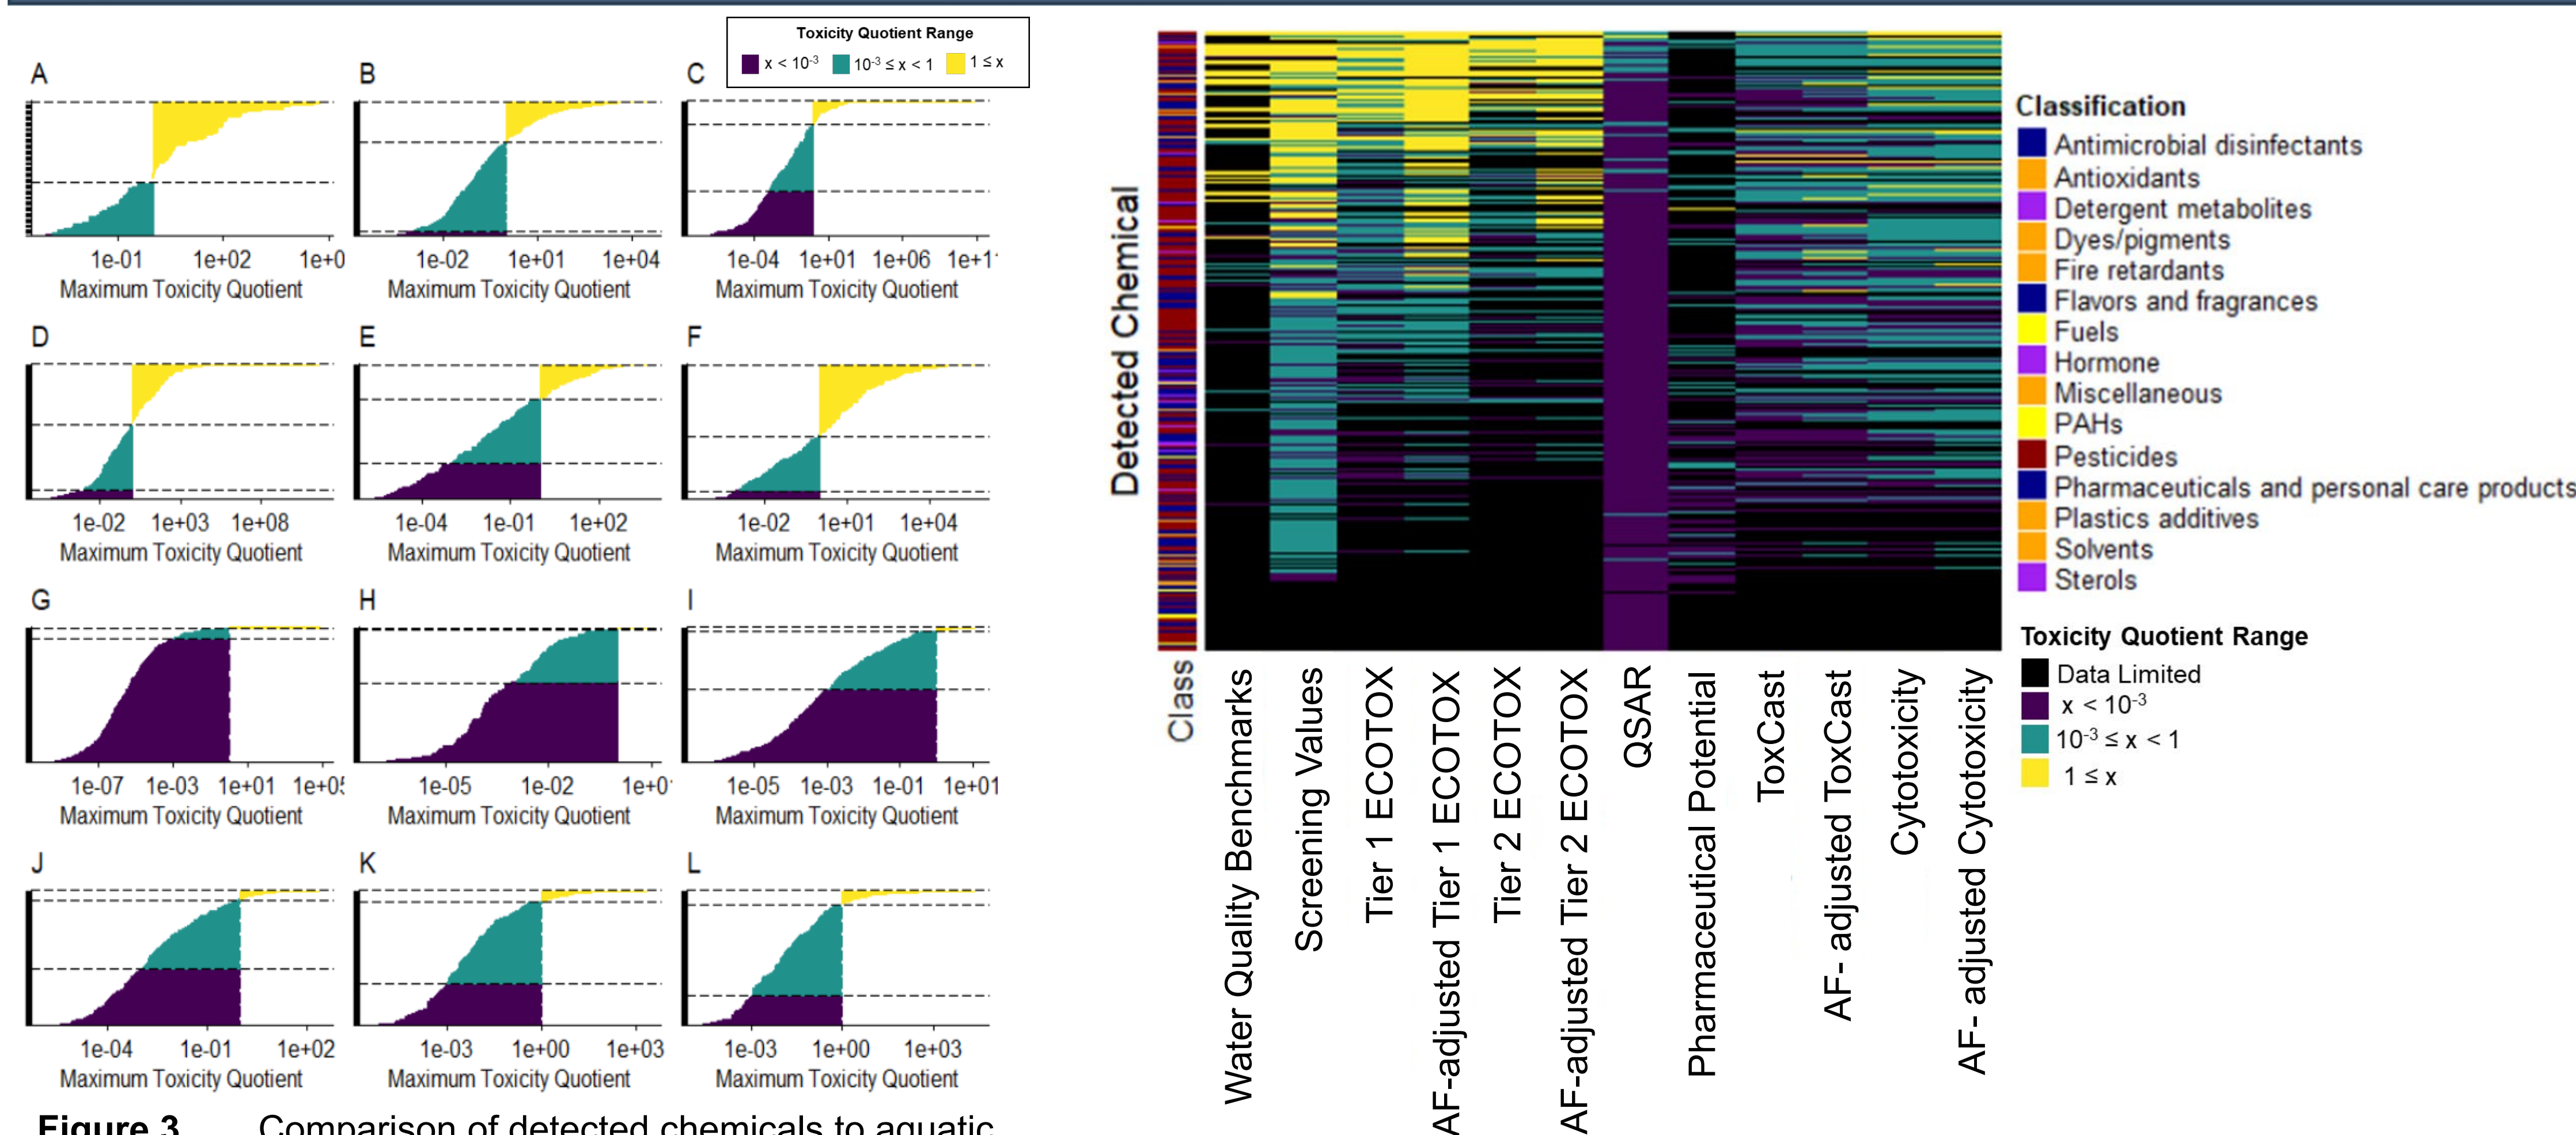 Toxicity Quotient Range
x < 10-3
10-3 ≤ x < 1
1 ≤ x
A
B
C
1e-01 1e+02 1e+0
Maximum Toxicity Quotient
1e-02 1e+01 1e+04
Maximum Toxicity Quotient
1e-04 1e+01 1e+06 1e+1
Maximum Toxicity Quotient
D
E
F
1e-02 1e+03 1e+08
Maximum Toxicity Quotient
1e-04 1e-01 1e+02
Maximum Toxicity Quotient
1e-02 1e+01 1e+04
Maximum Toxicity Quotient
G
H
I
1e-07 1e-03 1e+01 1e+05
Maximum Toxicity Quotient
1e-05 1e-02 1e+0
Maximum Toxicity Quotient
1e-05 1e-03 1e-01 1e+01
Maximum Toxicity Quotient
J
K
L
1e-04 1e-01 1e+02
Maximum Toxicity Quotient
1e-03 1e+00 1e+03
Maximum Toxicity Quotient
1e-03 1e+00 1e+03
Maximum Toxicity Quotient
Figure 3 Comparison of detected chemicals to aquatic
Detected Chemical
Class
Water Quality Benchmarks
Screening Values
Tier 1 ECOTOX
AF-adjusted Tier 1 ECOTOX
Tier 2 ECOTOX
AF-adjusted Tier 2 ECOTOX
QSAR
Pharmaceutical Potential
ToxCast
AF- adjusted ToxCast
Cytotoxicity
AF- adjusted Cytotoxicity
Classification
Antimicrobial disinfectants
Antioxidants
Detergent metabolites
Dyes/pigments
Fire retardants
Flavors and fragrances
Fuels
Hormone
Miscellaneous
PAHs
Pesticides
Pharmaceuticals and personal care products
Plastics additives
Solvents
Sterols
Toxicity Quotient Range
Data Limited
x < 10-3
10-3 ≤ x < 1
1 ≤ x